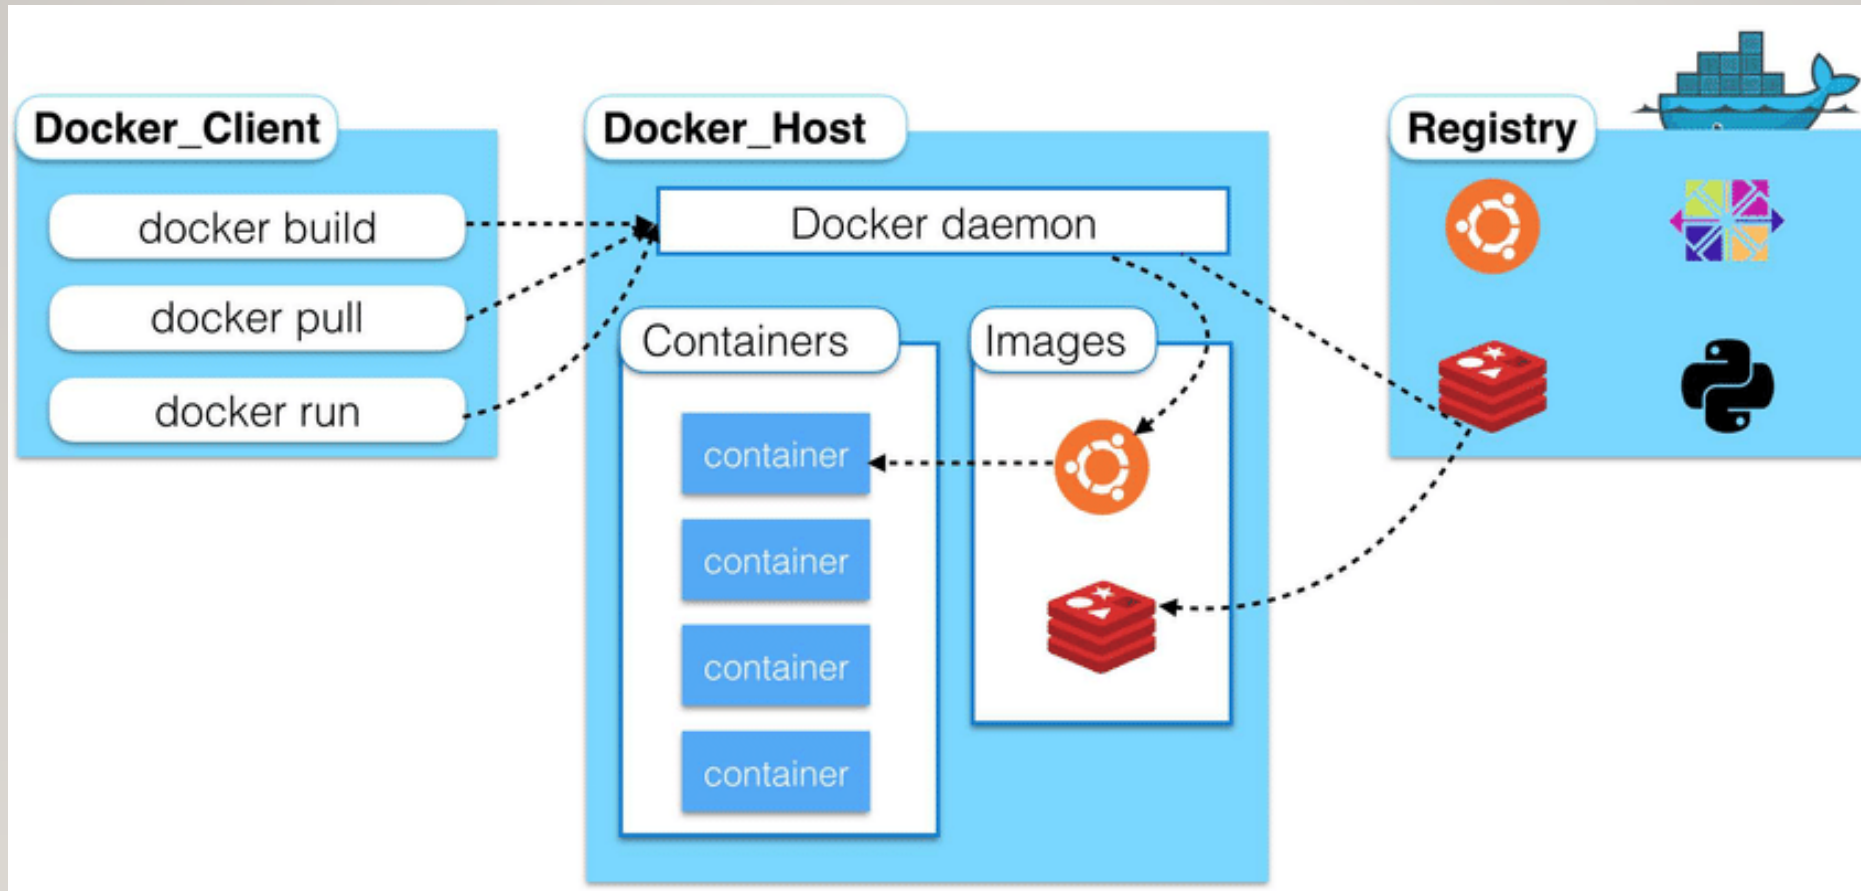 Docker_Client
docker build
docker pull
docker run
Docker_Host
Docker daemon
Containers
container
container
container
container
Images
Registry